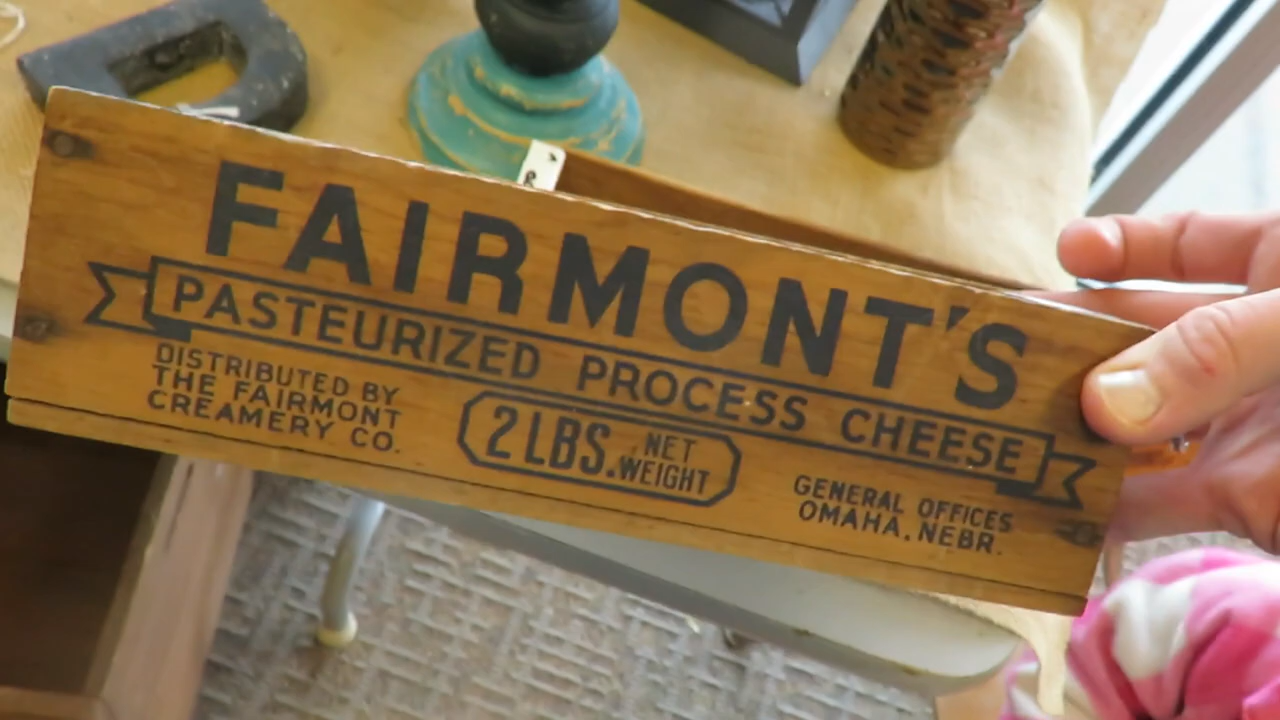 FAIRMONT'S
PASTEURIZED PROCESS CHEESE
DISTRIBUTED BY
THE FAIRMONT
CREAMERY CO.
2 LBS. NET
WEIGHT
GENERAL OFFICES
OMAHA, NEBR.